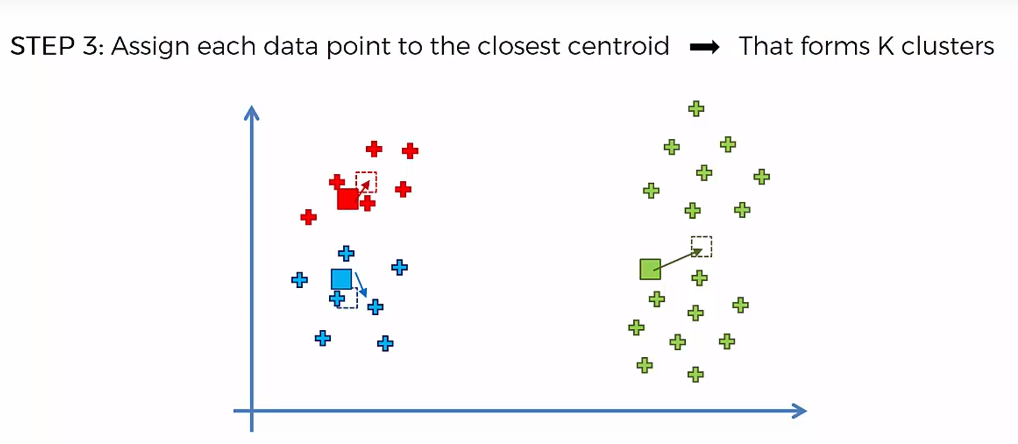 STEP 3: Assign each data point to the closest centroid ➡ That forms K clusters